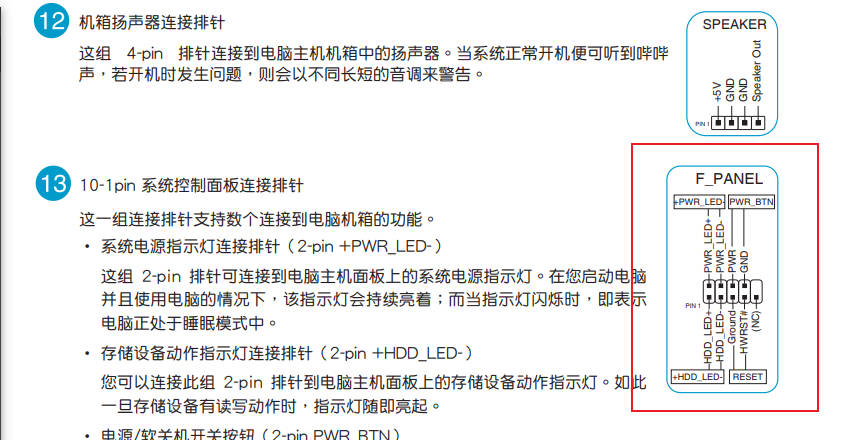 12 机箱扬声器连接排针
这组 4-pin 排针连接到电脑主机机箱中的扬声器。当系统正常开机便可听到哔哔
声，若开机时发生问题，则会以不同长短的音调来警告。
SPEAKER
+5V
GND
GND
Speaker Out
PIN 1
13 10-1pin 系统控制面板连接排针
这一组连接排针支持数个连接到电脑机箱的功能。
• 系统电源指示灯连接排针（2-pin +PWR_LED-）
这组 2-pin 排针可连接到电脑主机面板上的系统电源指示灯。在您启动电脑
并且使用电脑的情况下，该指示灯会持续亮着；而当指示灯闪烁时，即表示
电脑正处于睡眠模式中。
• 存储设备动作指示灯连接排针（2-pin +HDD_LED-）
您可以连接此组 2-pin 排针到电脑主机面板上的存储设备动作指示灯。如此
一旦存储设备有读写动作时，指示灯随即亮起。
• 电源/软关机开关按钮（2-pin PWR_BTN）
F_PANEL
+PWR_LED- PWR_BTN
PWR_LED+
PWR_LED-
PWR
GND
PIN 1
HDD_LED+
HDD_LED-
Ground
HWRST#
(NC)
+HDD_LED- RESET